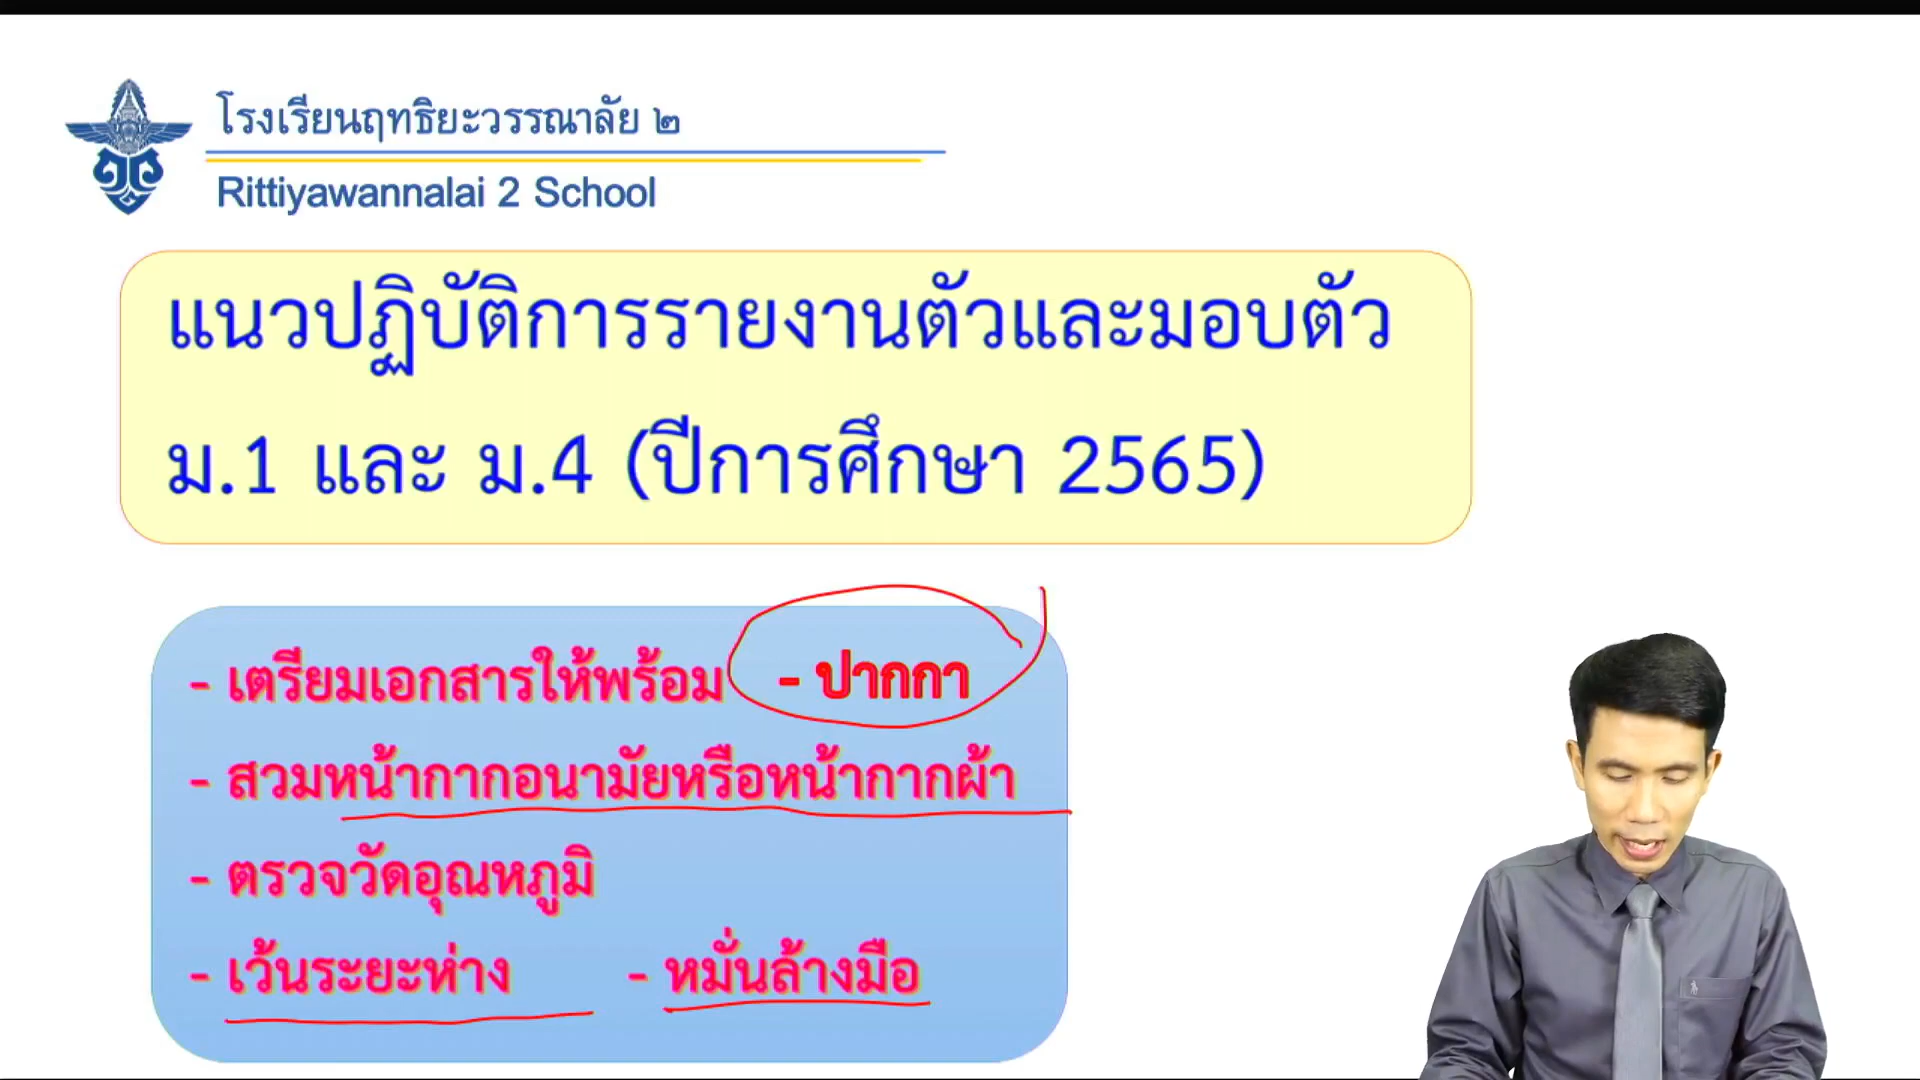 โรงเรียนฤทธิยะวรรณาลัย ๒
Rittiyawannalai 2 School
แนวปฏิบัติการรายงานตัวและมอบตัว
ม.1 และ ม.4 (ปีการศึกษา 2565)
- เตรียมเอกสารให้พร้อม - ปากกา
- สวมหน้ากากอนามัยหรือหน้ากากผ้า
- ตรวจวัดอุณหภูมิ
- เว้นระยะห่าง - หมั่นล้างมือ